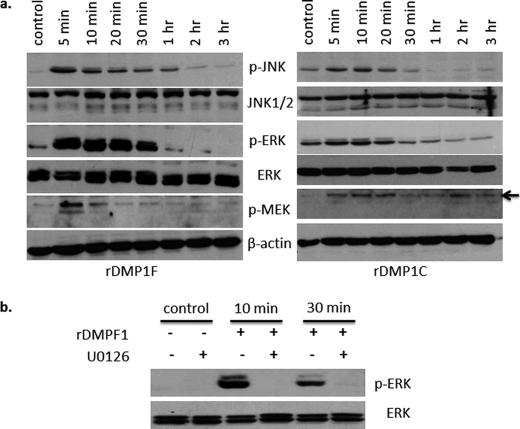 a.
control 5 min 10 min 20 min 30 min 1 hr 2 hr 3 hr
control 5 min 10 min 20 min 30 min 1 hr 2 hr 3 hr
p-JNK
JNK1/2
p-ERK
ERK
p-MEK
β-actin
rDMP1F rDMP1C
b.
control 10 min 30 min
rDMPF1 - - + + + +
U0126 - + - + - +
p-ERK
ERK